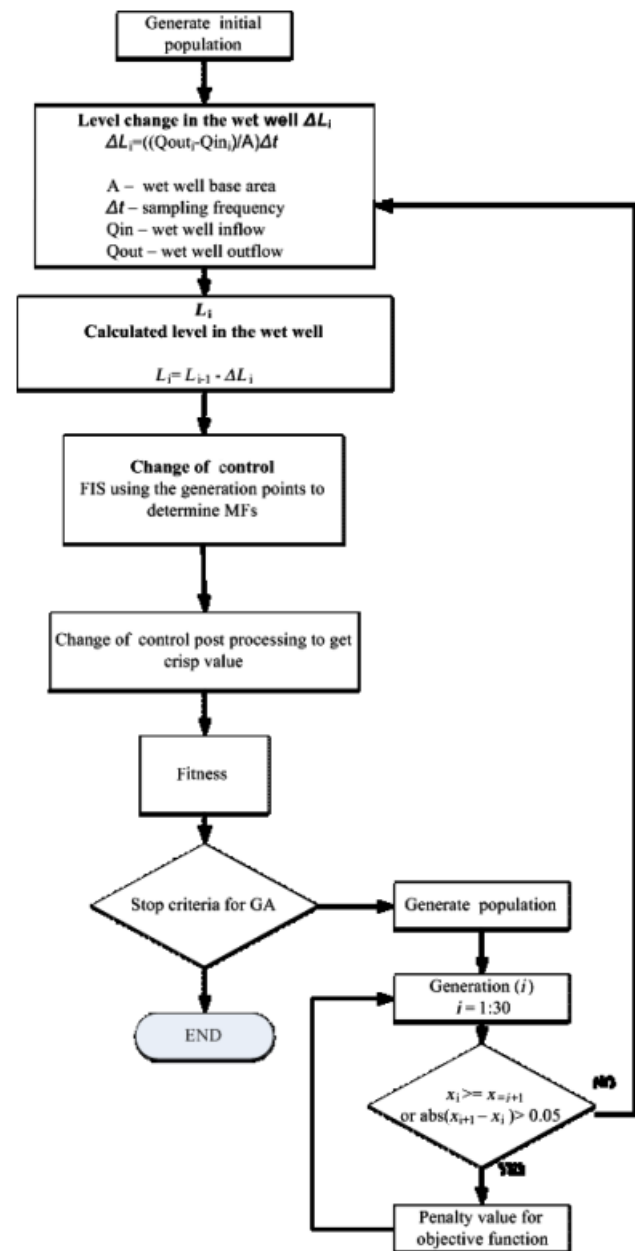 Generate initial
population
Level change in the wet well ΔLᵢ
ΔLᵢ=((Qoutᵢ-Qinᵢ)/A)Δt
A – wet well base area
Δt – sampling frequency
Qin – wet well inflow
Qout – wet well outflow
Lᵢ
Calculated level in the wet well
Lᵢ= Lᵢ₋₁ - ΔLᵢ
Change of control
FIS using the generation points to
determine MFs
Change of control post processing to get
crisp value
Fitness
Stop criteria for GA
Generate population
END
Generation (i)
i = 1:30
NO
xᵢ >= x₌ᵢ₊₁
or abs(xᵢ₊₁ – xᵢ)> 0.05
YES
Penalty value for
objective function